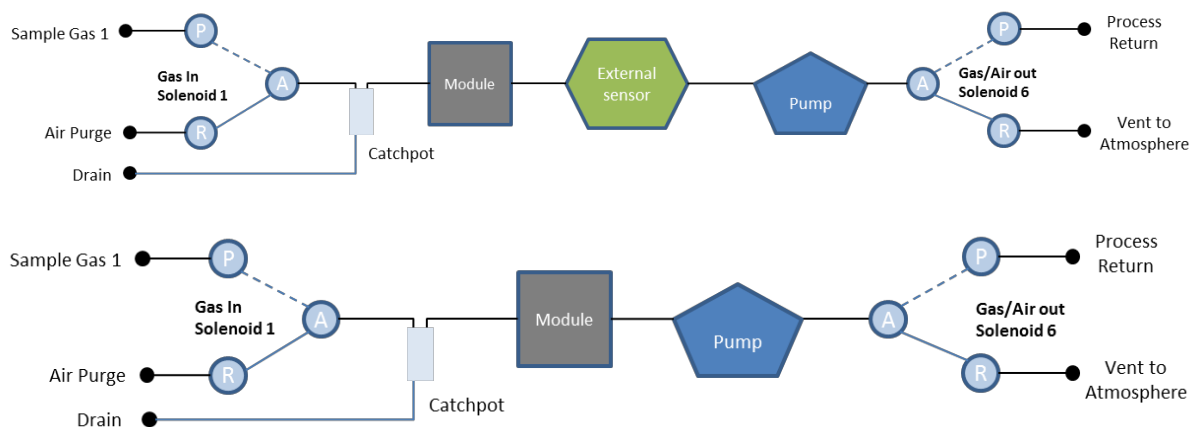 Sample Gas 1
P
Process
Return
Gas In
Solenoid 1
A
Module
External
sensor
Pump
A
Gas/Air out
Solenoid 6
Air Purge
R
R
Vent to
Atmosphere
Catchpot
Drain
P
Sample Gas 1
P
Process
Return
P
Gas In
Solenoid 1
A
Module
Pump
A
Gas/Air out
Solenoid 6
Air Purge
R
R
Vent to
Atmosphere
Catchpot
Drain